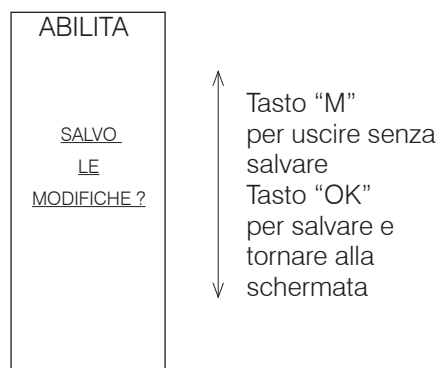 ABILITA
SALVO
LE
MODIFICHE ?
Tasto “M”
per uscire senza
salvare
Tasto “OK”
per salvare e
tornare alla
schermata